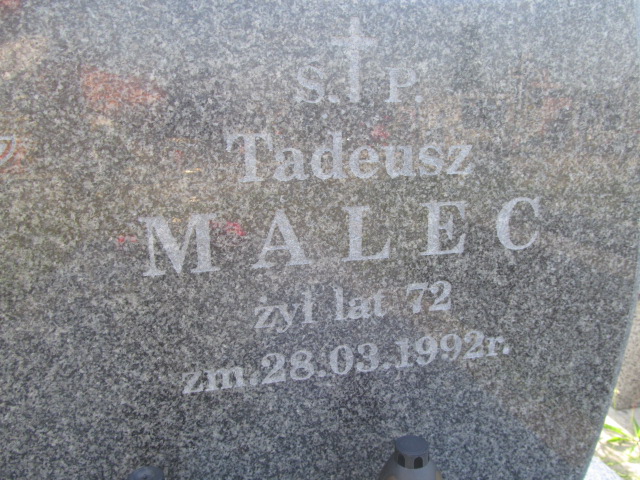 S. P.
Tadeusz
MALEC
żył lat 72
zm.28.03.1992r.